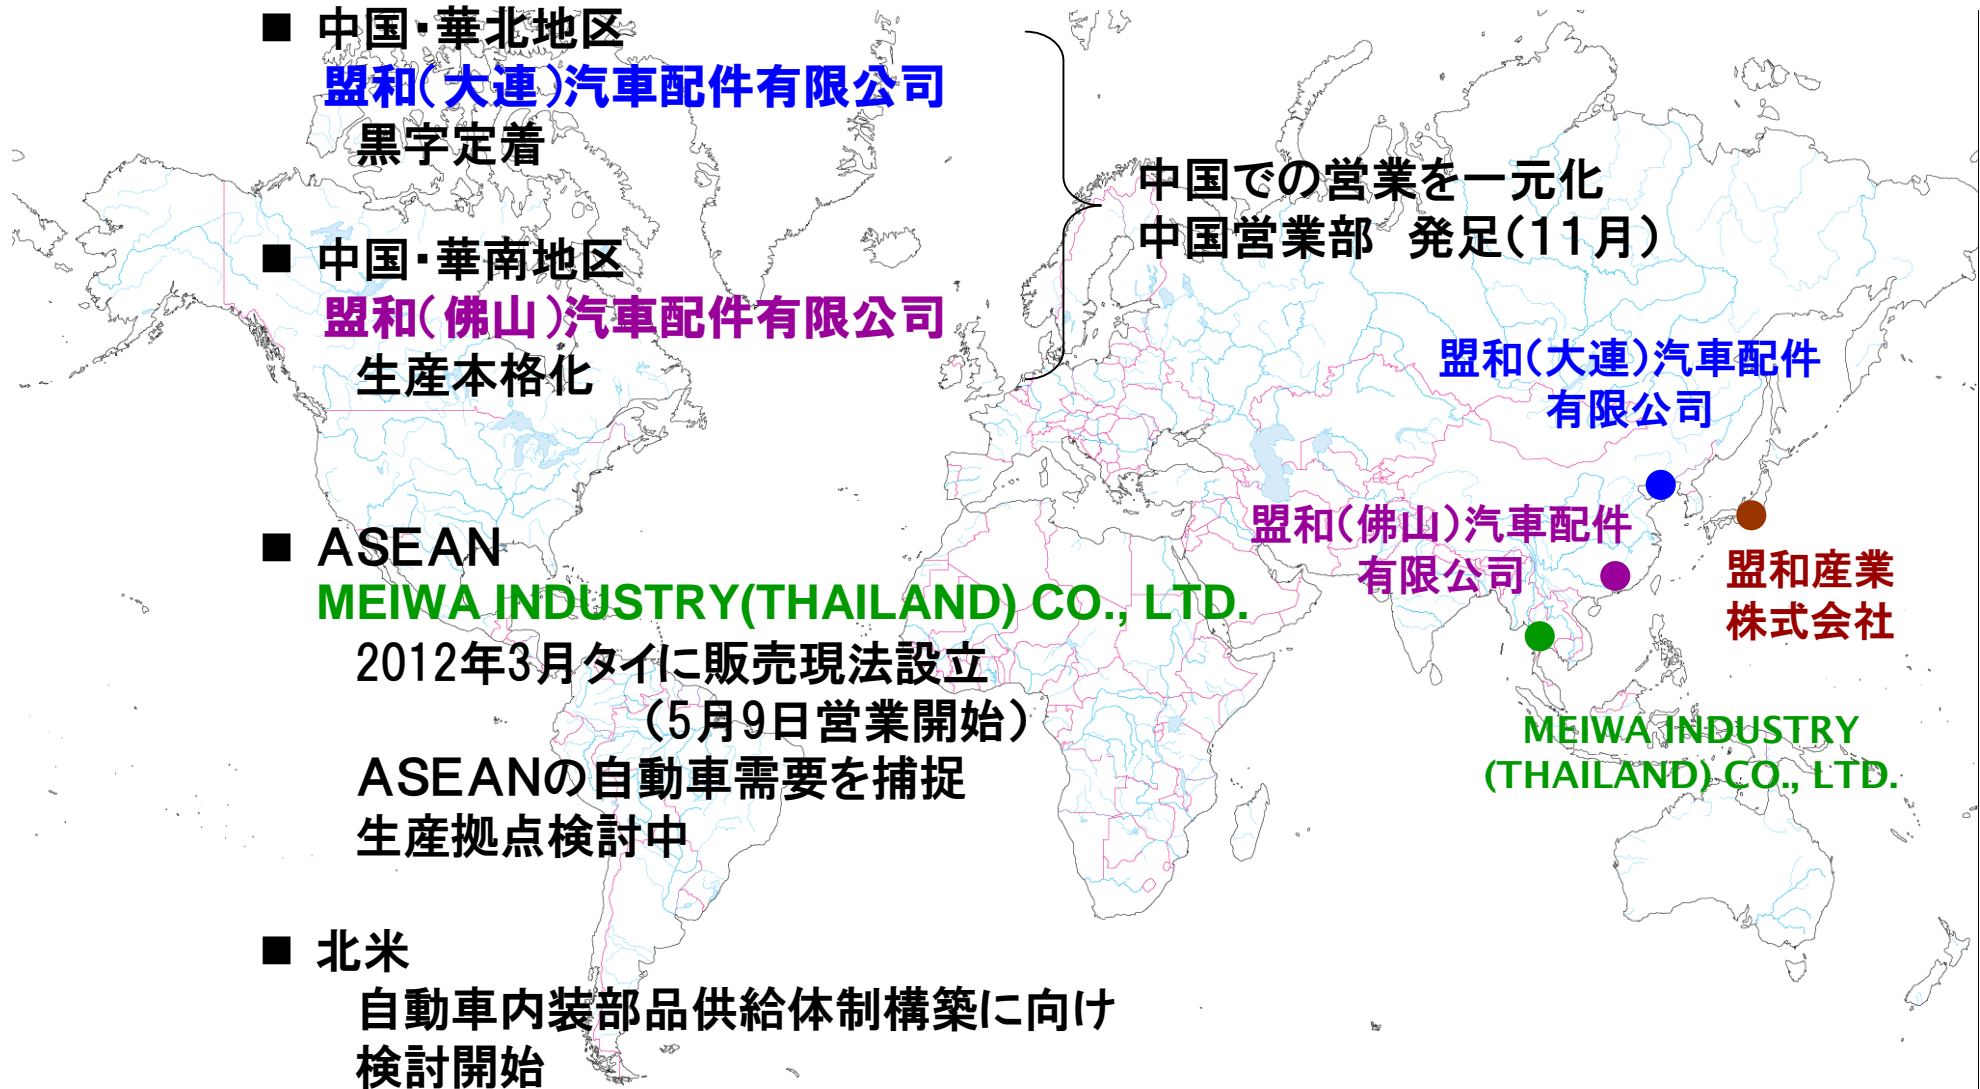 ■ 中国・華北地区
盟和(大連)汽車配件有限公司
黒字定着
■ 中国・華南地区
盟和(佛山)汽車配件有限公司
生産本格化
中国での営業を一元化
中国営業部　発足(11月)
■ ASEAN
MEIWA INDUSTRY(THAILAND) CO., LTD.
2012年3月タイに販売現法設立
(5月9日営業開始)
ASEANの自動車需要を捕捉
生産拠点検討中
■ 北米
自動車内装部品供給体制構築に向け
検討開始
盟和(大連)汽車配件
有限公司
盟和(佛山)汽車配件
有限公司
盟和産業
株式会社
MEIWA INDUSTRY
(THAILAND) CO., LTD.